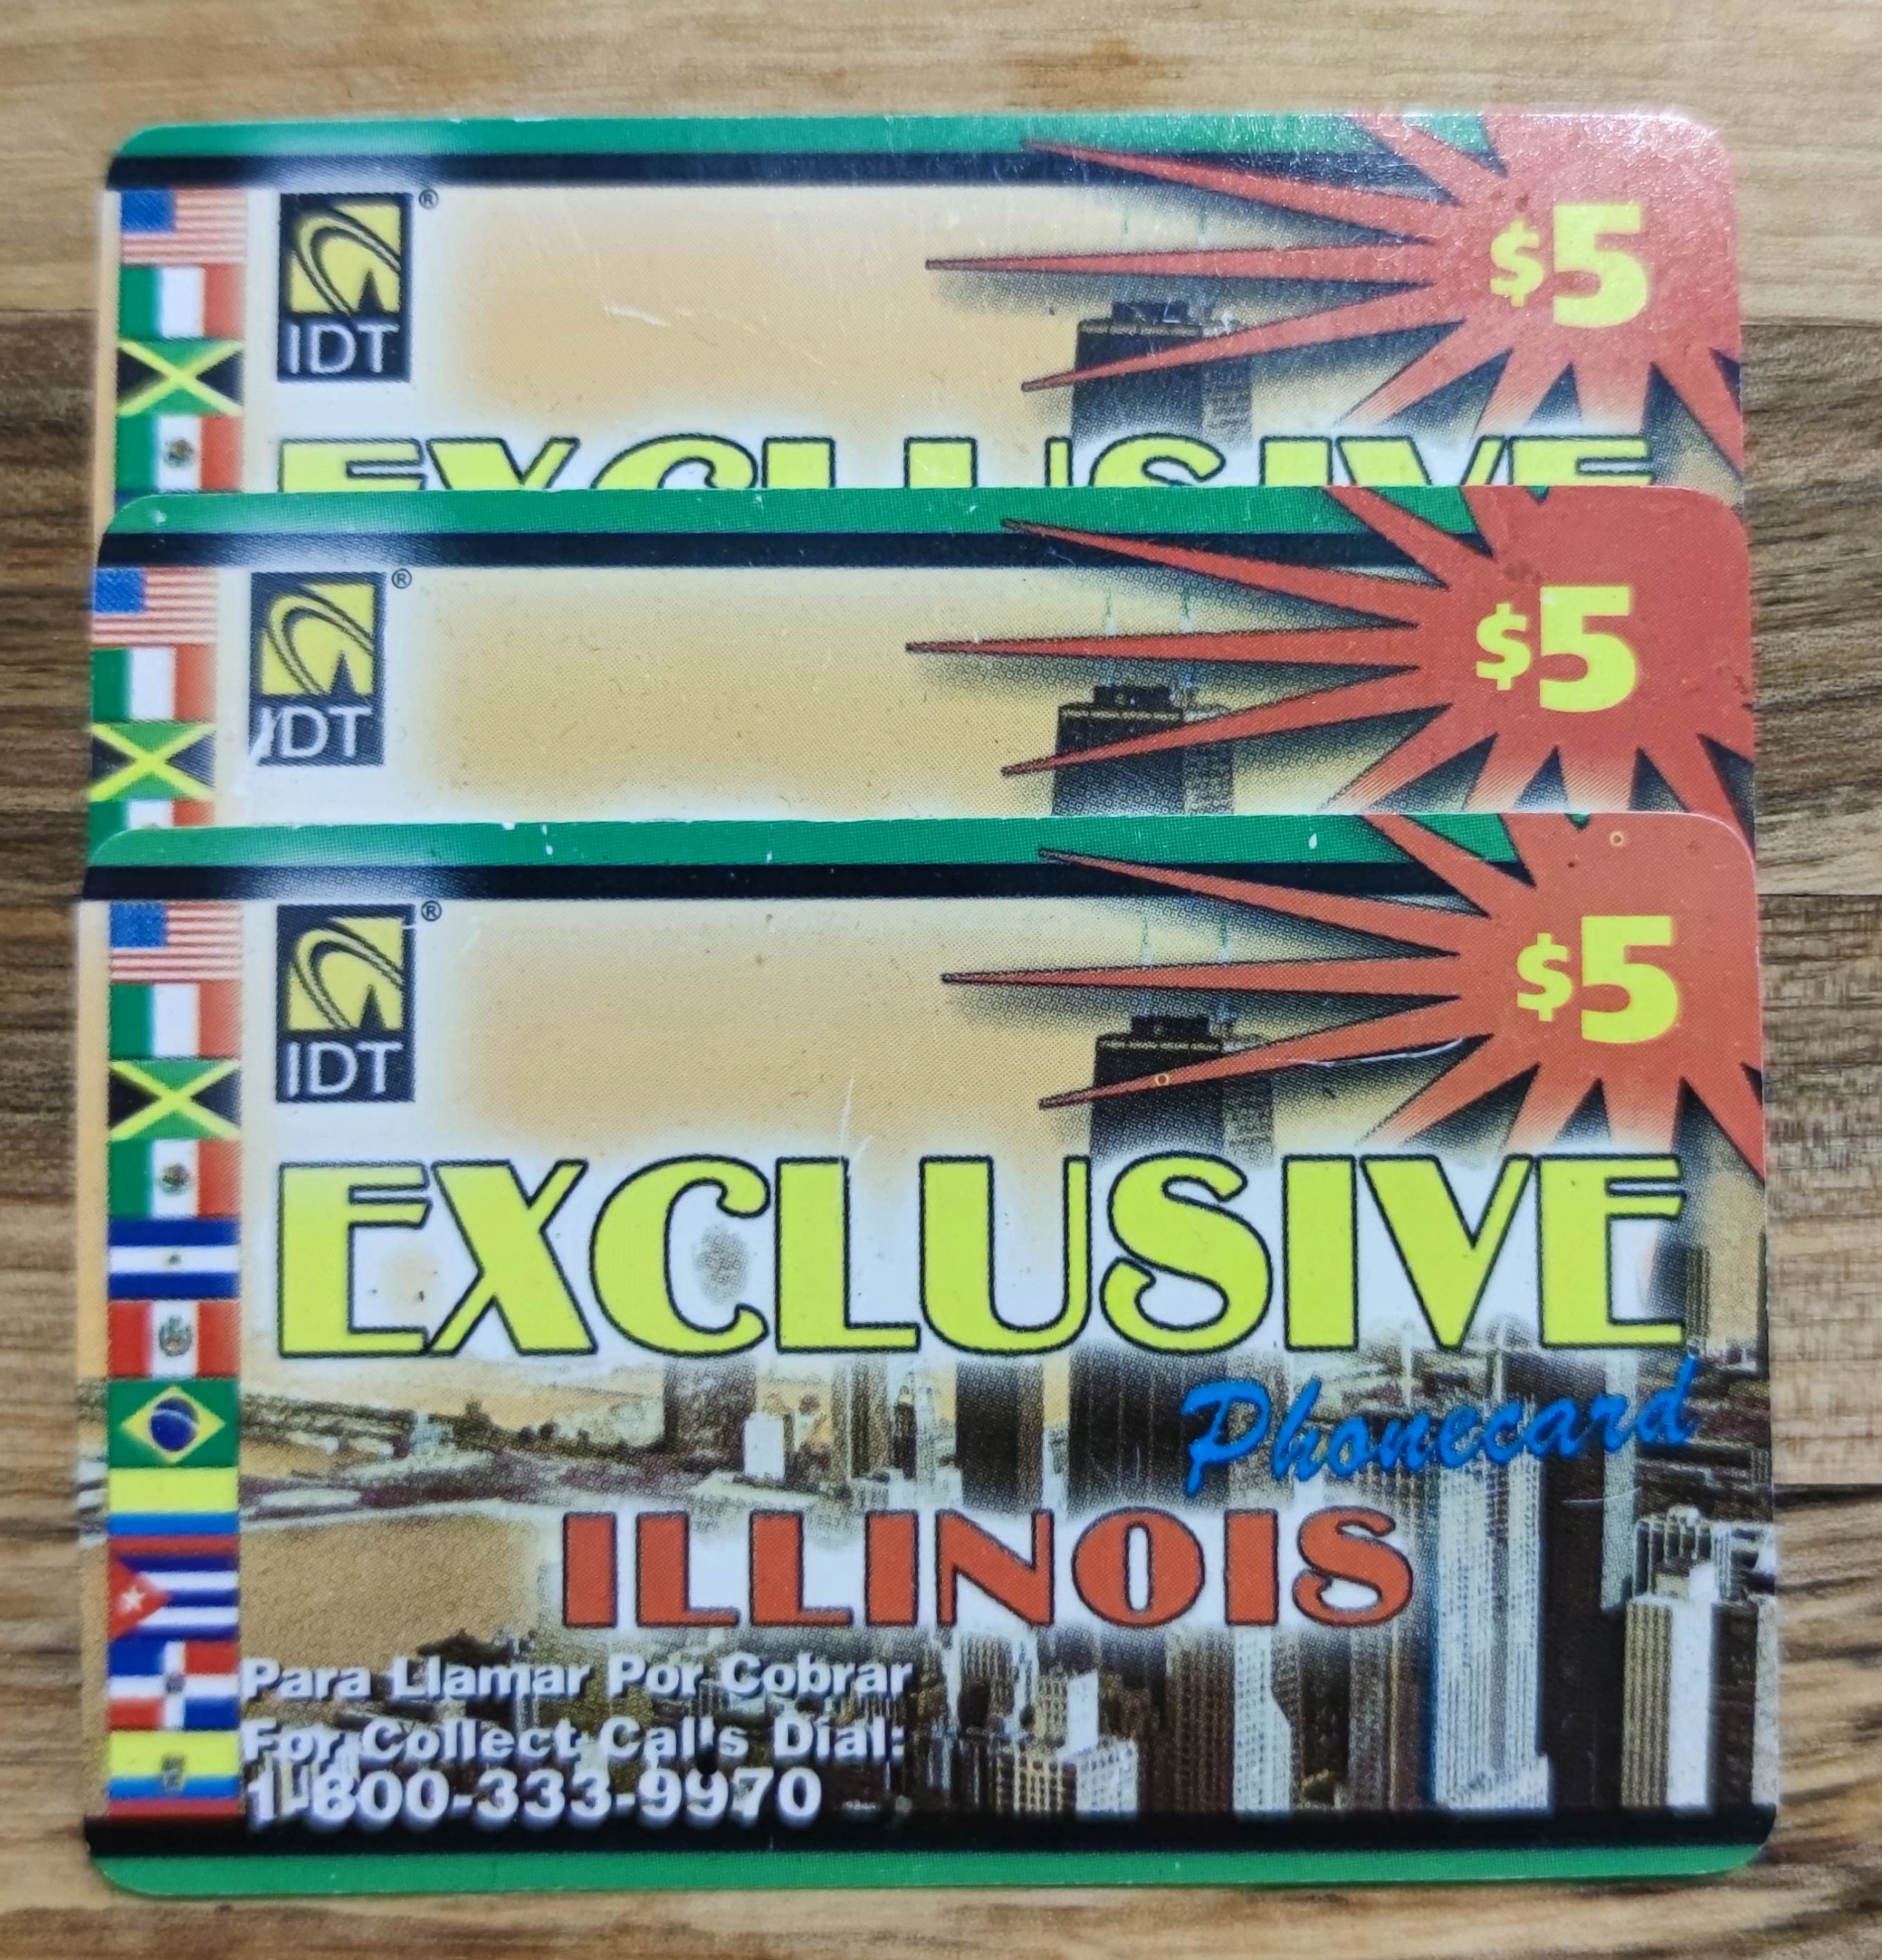 IDT®
$5
EXCLUSIVE
IDT®
$5
IDT®
$5
EXCLUSIVE
Phonecard
ILLINOIS
Para Llamar Por Cobrar
For Collect Call's Dial:
1-800-333-9970